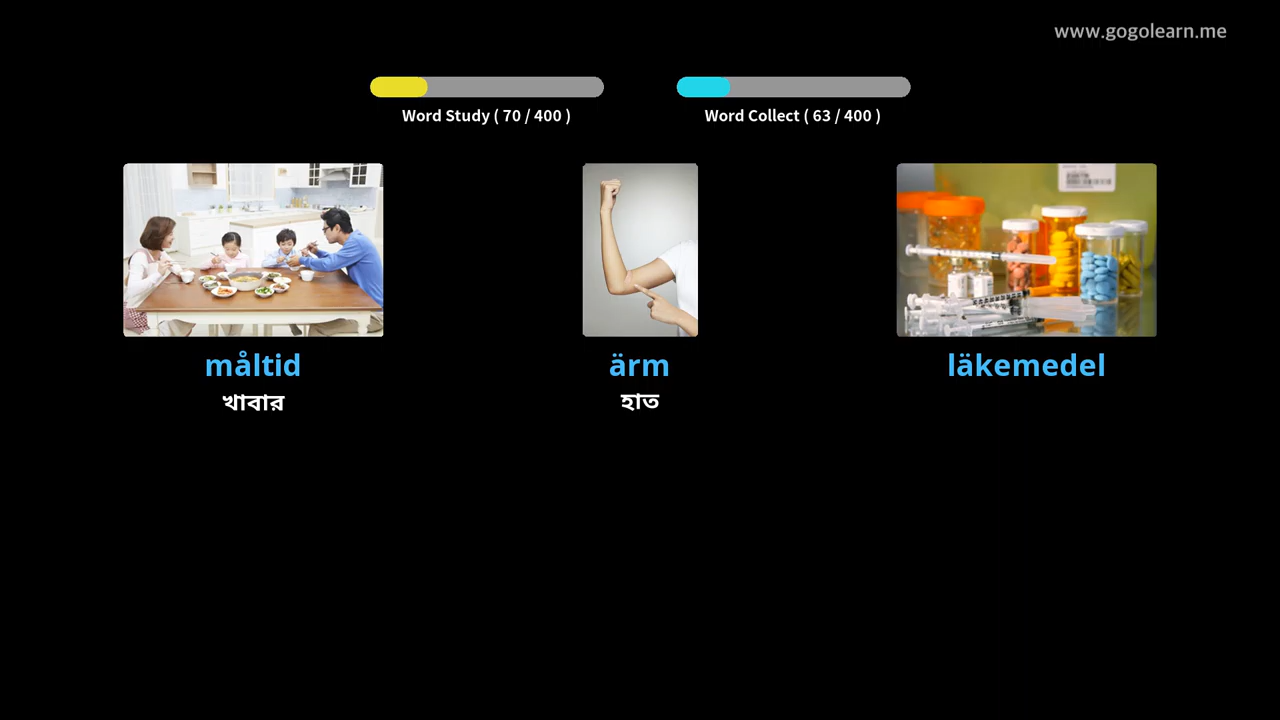 www.gogolearn.me
Word Study ( 70 / 400 )
Word Collect ( 63 / 400 )
måltid
ärm
läkemedel
খাবার
হাত